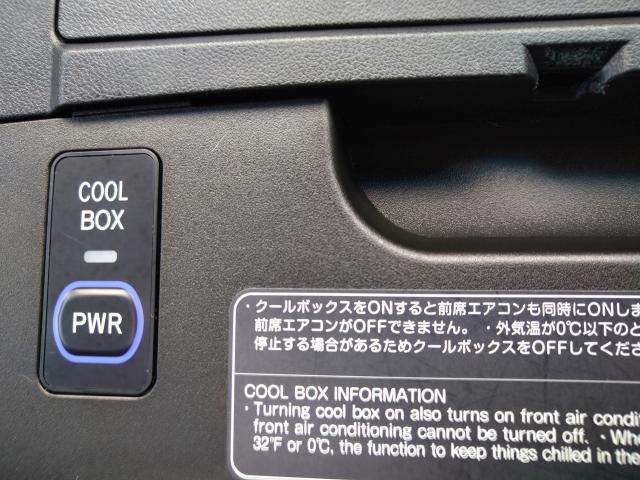 COOL
BOX
PWR
・クールボックスをONすると前席エアコンも同時にONしま
前席エアコンがOFFできません。・外気温が0℃以下のと
停止する場合があるためクールボックスをOFFしてくださ
COOL BOX INFORMATION
・Turning cool box on also turns on front air condi
front air conditioning cannot be turned off. ・Whe
32°F or 0℃, the function to keep things chilled in the